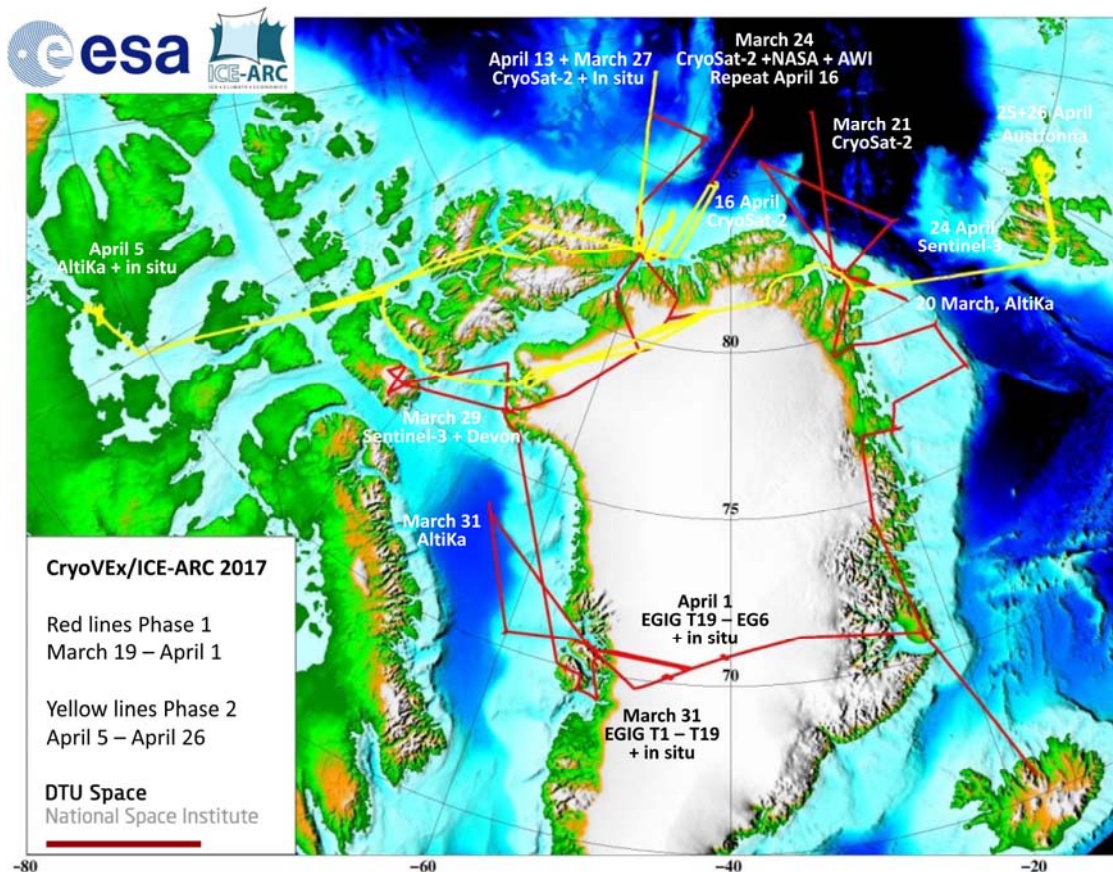 esa
ICE-ARC
ICE • CLIMATE • ECONOMICS
April 13 + March 27
CryoSat-2 + In situ
March 24
CryoSat-2 +NASA + AWI
Repeat April 16
March 21
CryoSat-2
25+26 April
Austfonna
16 April
CryoSat-2
24 April
Sentinel-3
April 5
AltiKa + in situ
20 March, AltiKa
80
March 29
Sentinel-3 + Devon
75
March 31
AltiKa
April 1
EGIG T19 – EG6
+ in situ
70
March 31
EGIG T1 – T19
+ in situ
CryoVEx/ICE-ARC 2017
Red lines Phase 1
March 19 – April 1
Yellow lines Phase 2
April 5 – April 26
DTU Space
National Space Institute
-80
-60
-40
-20